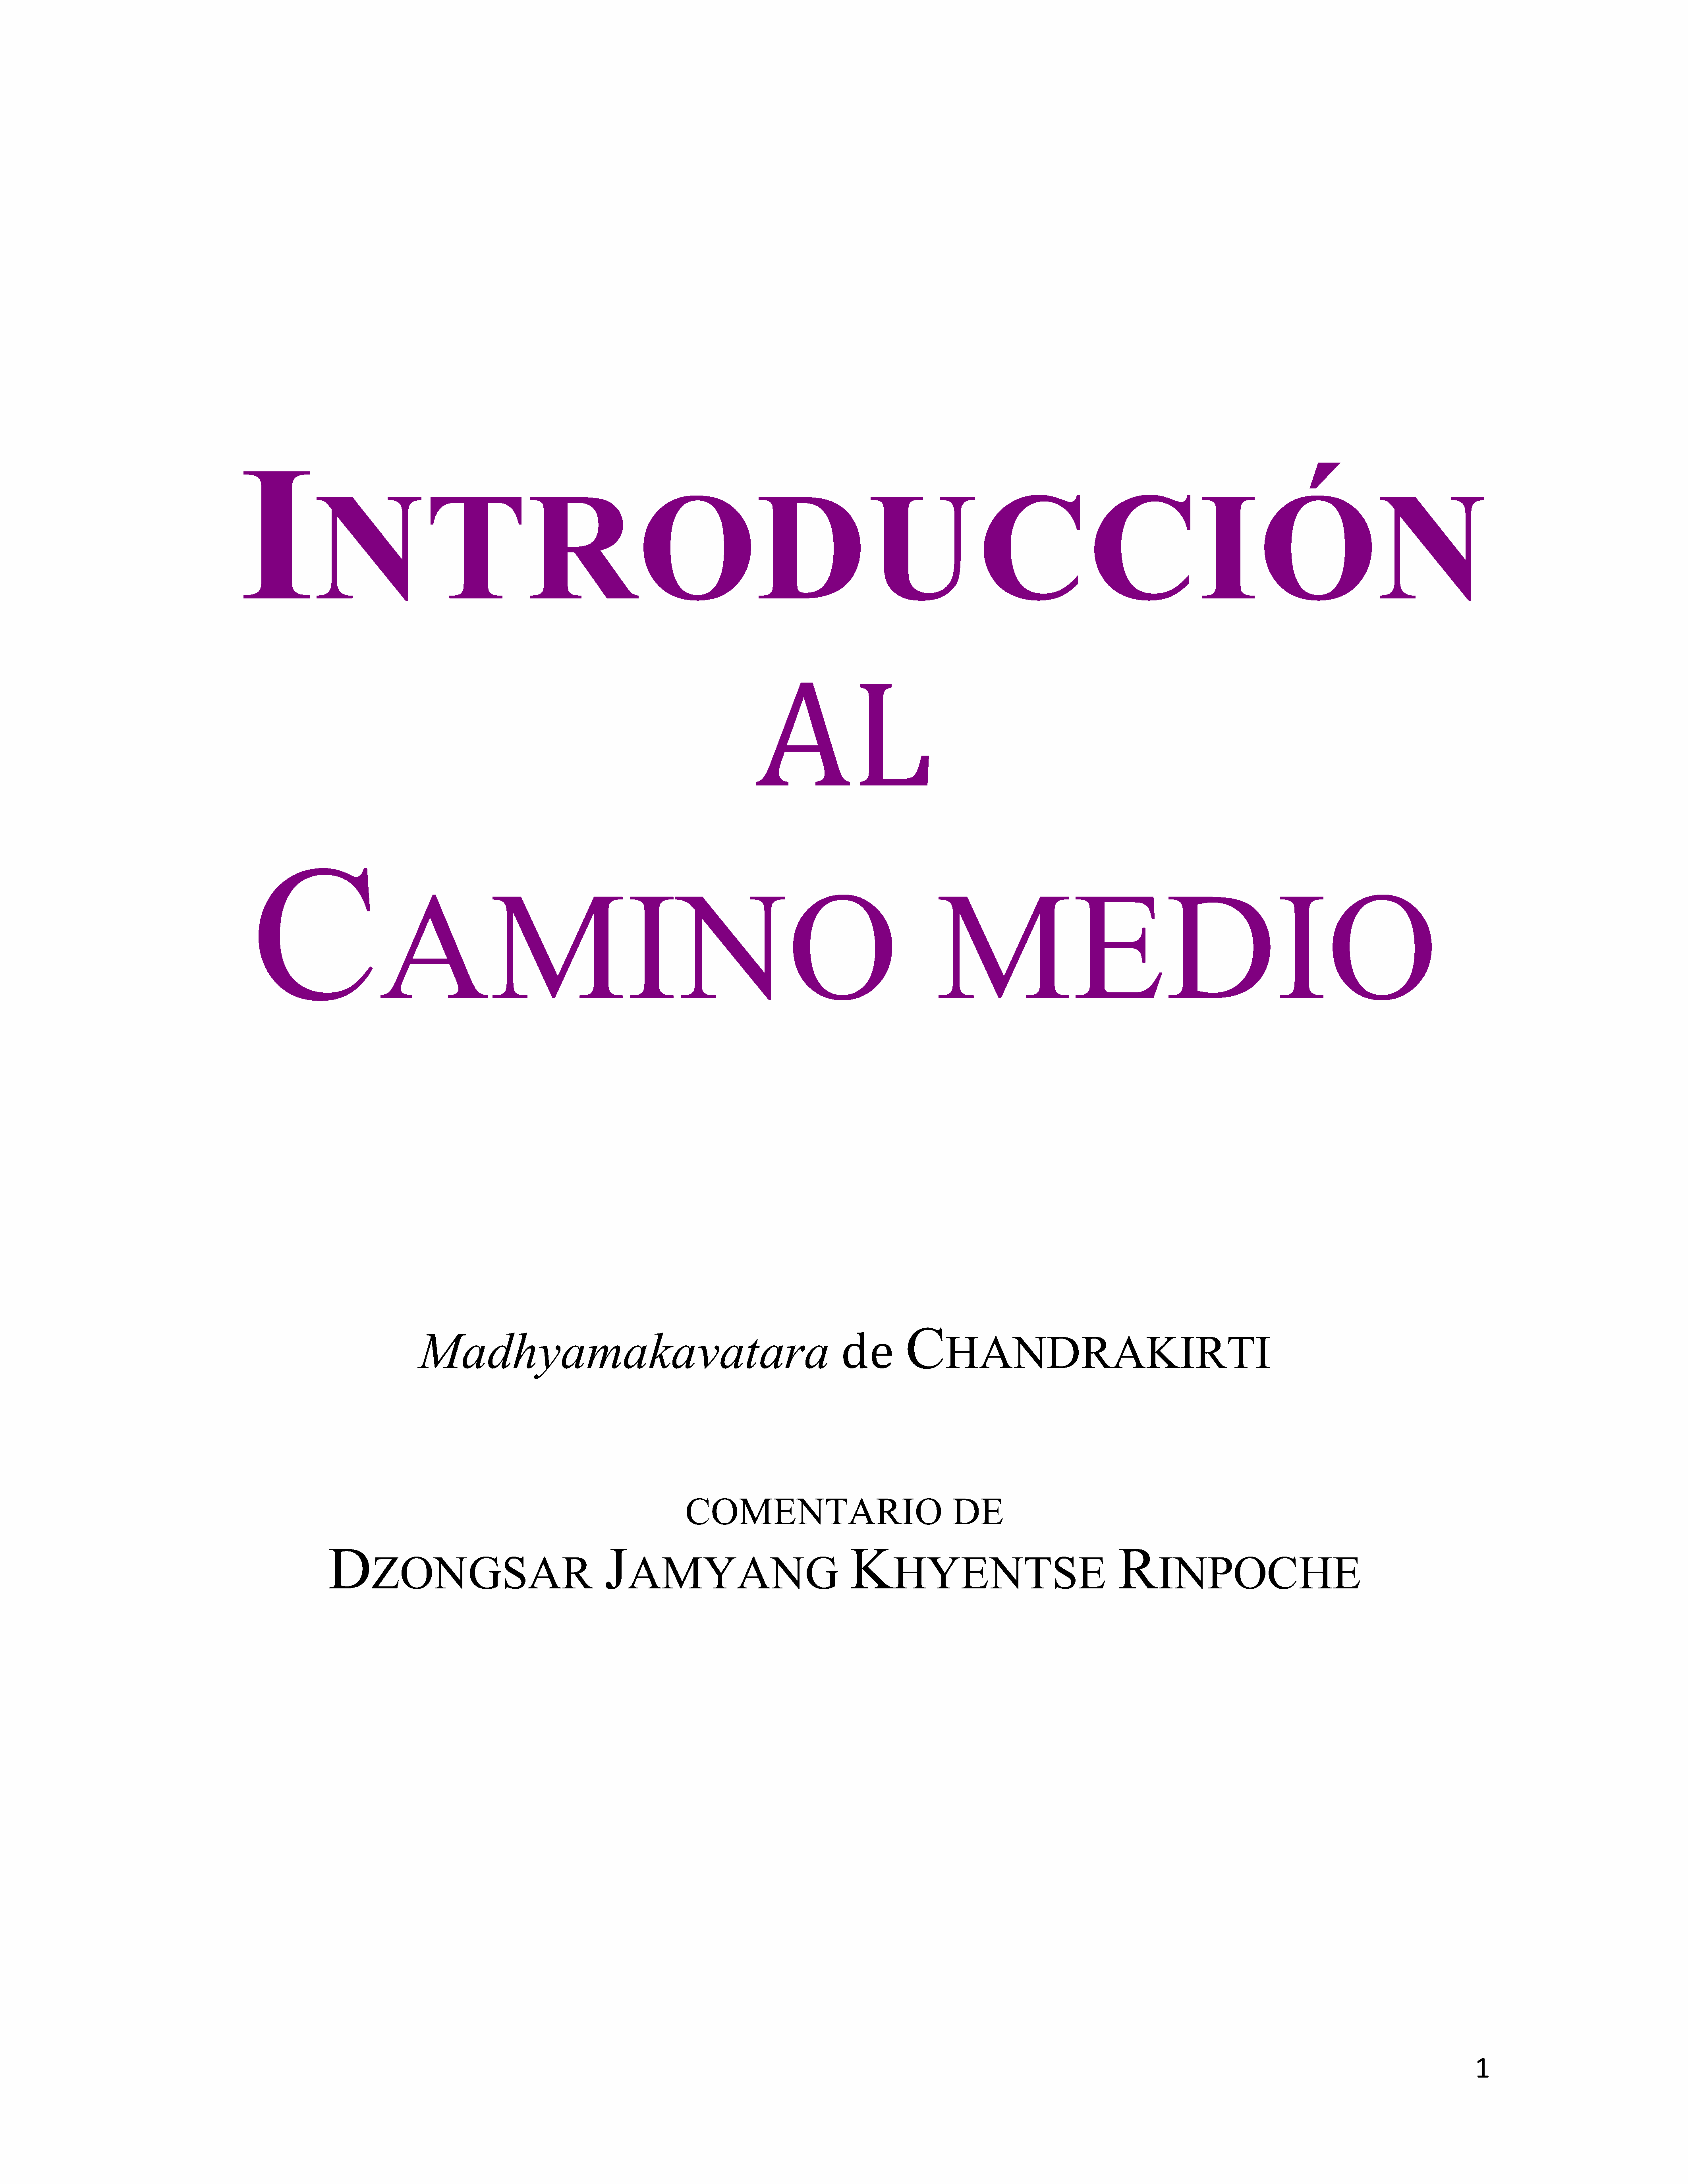 INTRODUCCIÓN
AL
CAMINO MEDIO
Madhyamakavatara de CHANDRAKIRTI
COMENTARIO DE
DZONGSAR JAMYANG KHYENTSE RINPOCHE
1